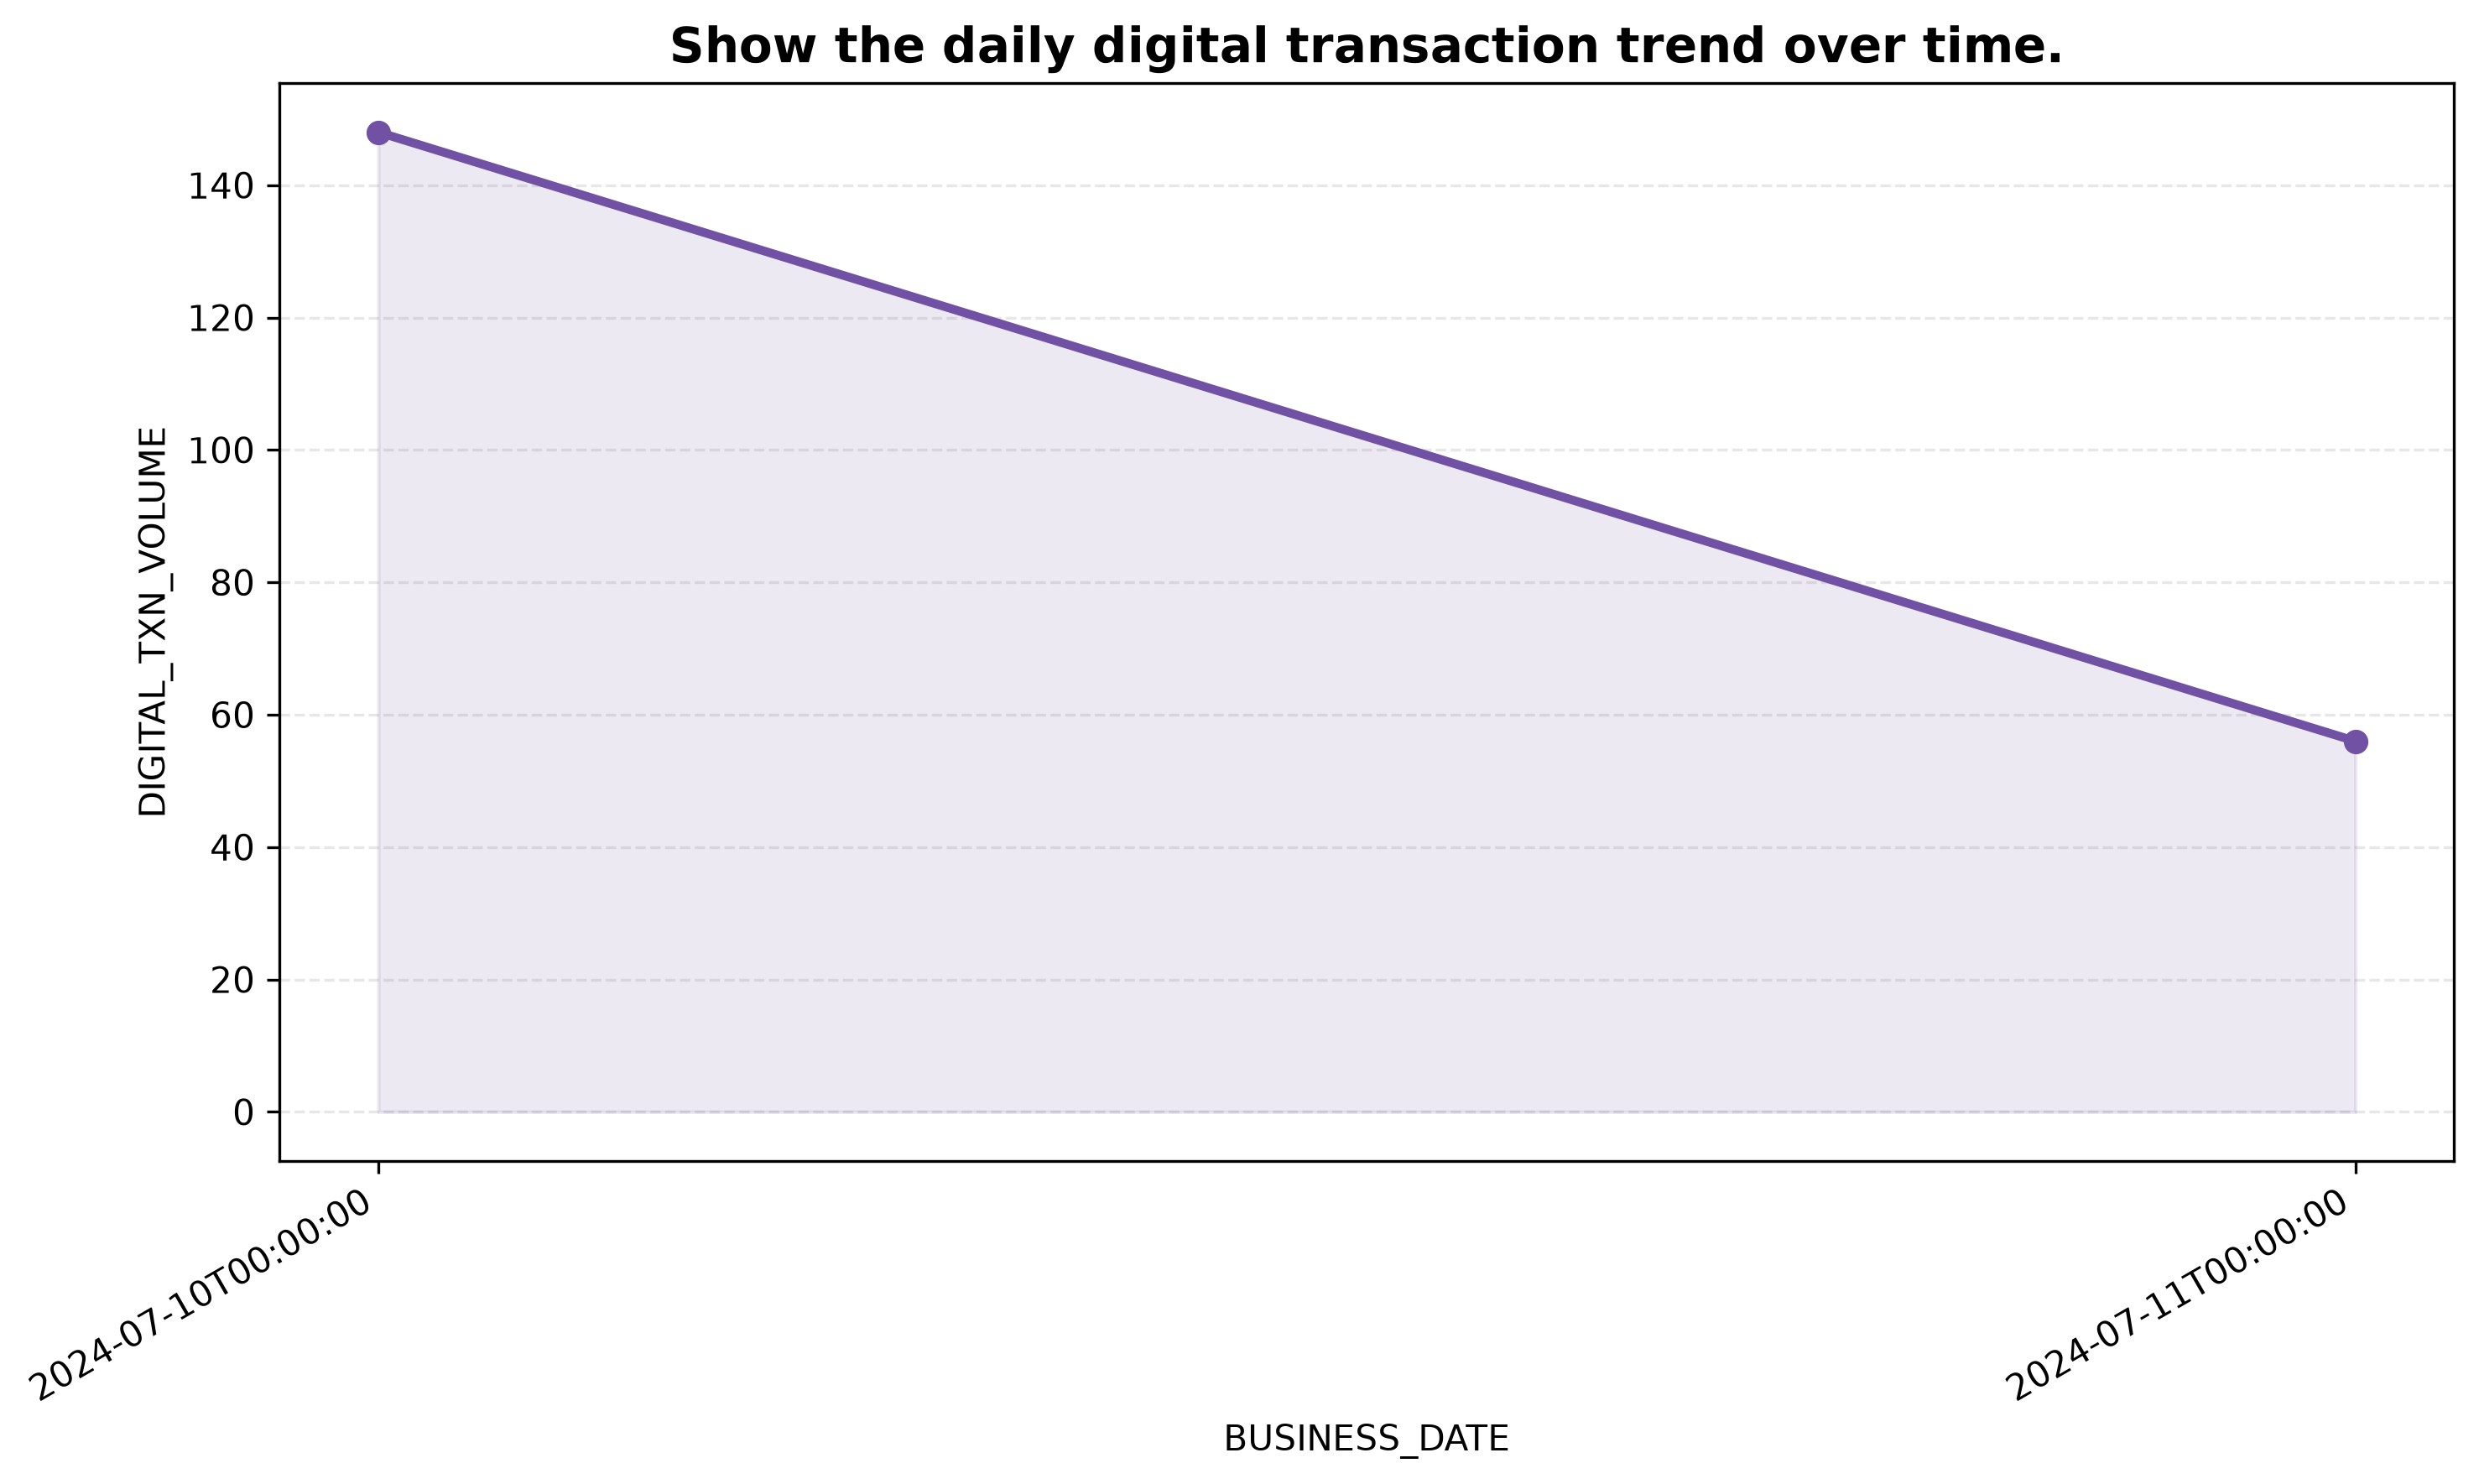 Show the daily digital transaction trend over time.
DIGITAL_TXN_VOLUME
140
120
100
80
60
40
20
0
2024-07-10T00:00:00
2024-07-11T00:00:00
BUSINESS_DATE